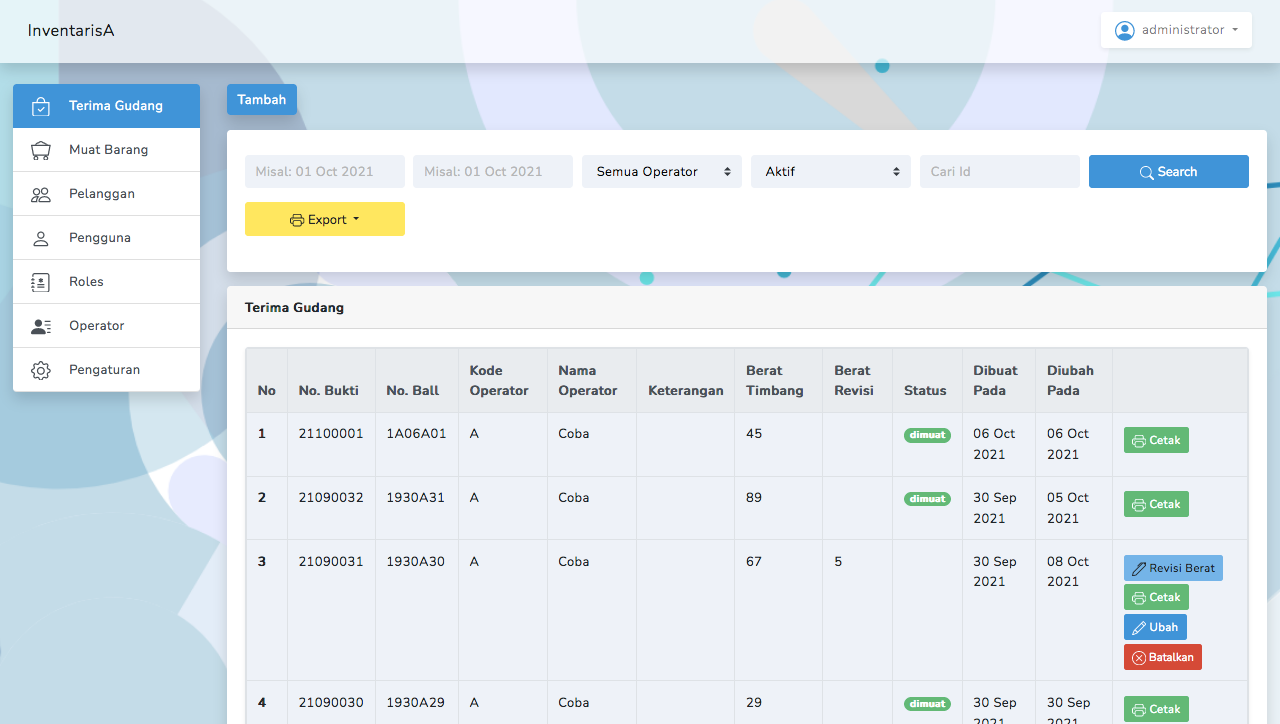 InventarisA
administrator
Terima Gudang
Muat Barang
Pelanggan
Pengguna
Roles
Operator
Pengaturan
Tambah
Misal: 01 Oct 2021
Misal: 01 Oct 2021
Semua Operator
Aktif
Cari Id
Search
Export
Terima Gudang
No No. Bukti No. Ball Kode Operator Nama Operator Keterangan Berat Timbang Berat Revisi Status Dibuat Pada Diubah Pada
1 21100001 1A06A01 A Coba 45 dimuat 06 Oct 2021 06 Oct 2021 Cetak
2 21090032 1930A31 A Coba 89 dimuat 30 Sep 2021 05 Oct 2021 Cetak
3 21090031 1930A30 A Coba 67 5 30 Sep 2021 08 Oct 2021 Revisi Berat
Cetak
Ubah
Batalkan
4 21090030 1930A29 A Coba 29 dimuat 30 Sep 2021 30 Sep 2021 Cetak